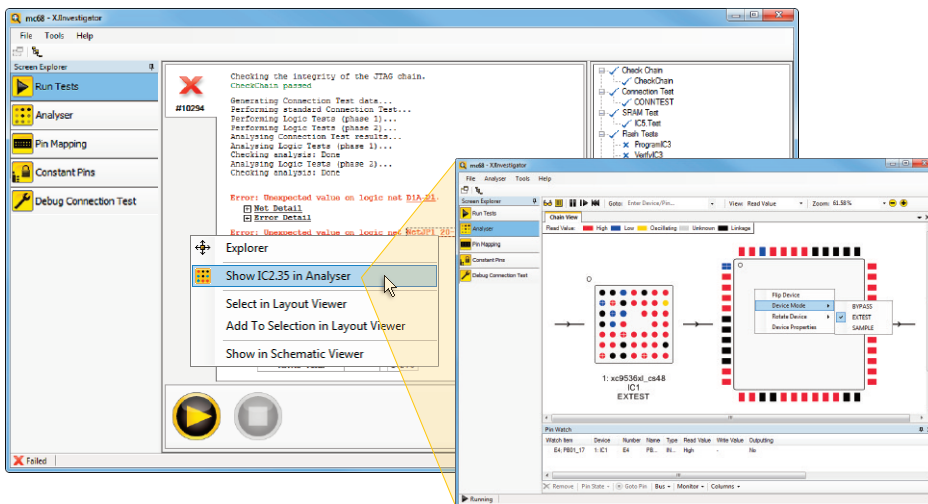 mc68 - XJInvestigator
File Tools Help
Screen Explorer
Run Tests
Analyser
Pin Mapping
Constant Pins
Debug Connection Test
#10294
Checking the integrity of the JTAG chain.
CheckChain passed
Generating Connection Test data...
Performing standard Connection Test...
Performing Logic Tests (phase 1)...
Performing Logic Tests (phase 2)...
Analysing Connection Test results...
Analysing Logic Tests (phase 1)...
Checking analysis: Done
Analysing Logic Tests (phase 2)...
Checking analysis: Done
Error: Unexpected value on logic net D1A.D1.
Net Detail
Error Detail
Error: Unexpected value on logic net
Check Chain
CheckChain
Connection Test
CONNTEST
SRAM Test
IC5.Test
Flash Tests
ProgramIC3
VerifyIC3
Explorer
Show IC2.35 in Analyser
Select in Layout Viewer
Add To Selection in Layout Viewer
Show in Schematic Viewer
Failed
mc68 - XJInvestigator
File Analyser Tools Help
Screen Explorer
Run Tests
Analyser
Pin Mapping
Constant Pins
Debug Connection Test
Goto: Enter Device/Pin...
View: Read Value
Zoom: 61.58%
Chain View
Read Value: High Low Oscillating Unknown Linkage
Flip Device
Device Mode
Rotate Device
Device Properties
BYPASS
EXTEST
SAMPLE
1: xc9536xl_cs48
IC1
EXTEST
Pin Watch
Watch Item Device Number Name Type Read Value Write Value Outputing
E4; PB01_17 1: IC1 E4 PB... IN... High - No
Remove Pin State Goto Pin Bus Monitor Columns
Running